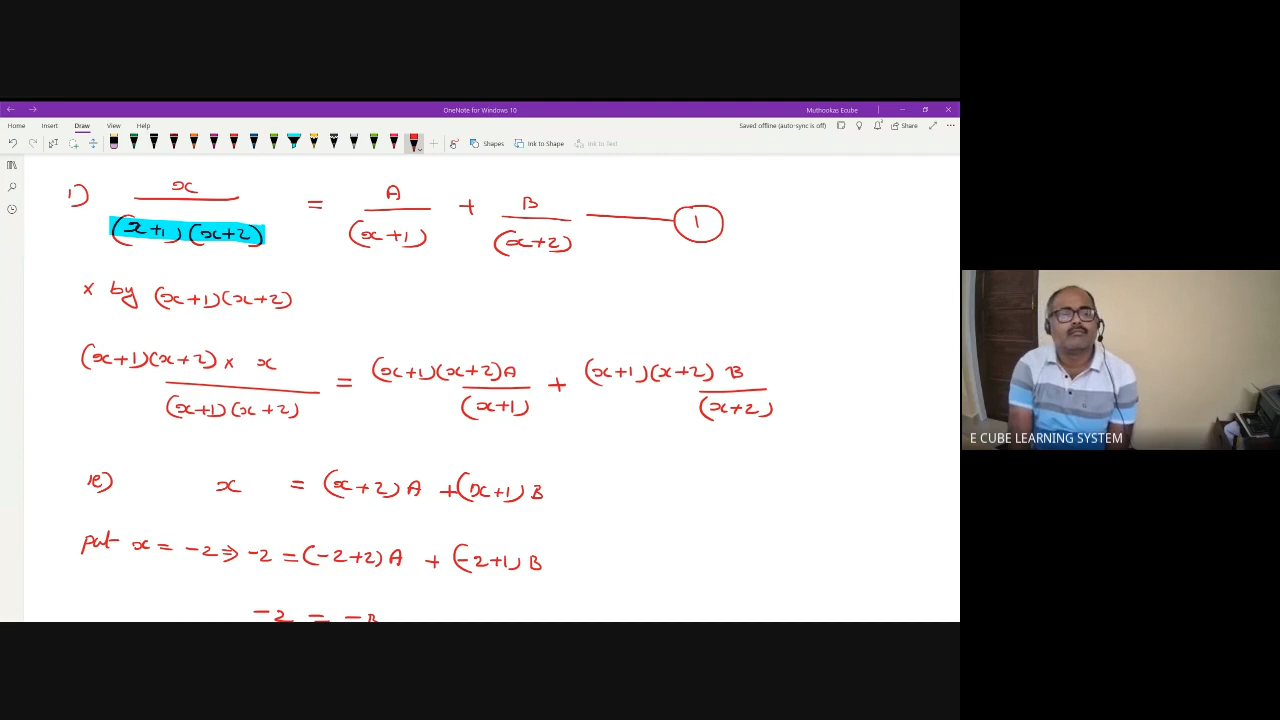 OneNote for Windows 10
Muthookas Ecube
Home Insert Draw View Help
Saved offline (auto-sync is off) Share
Shapes Ink to Shape Ink to Text
1) x / (x+1)(x+2) = A / (x+1) + B / (x+2) — 1
× by (x+1)(x+2)
(x+1)(x+2) × x / (x+1)(x+2) = (x+1)(x+2)A / (x+1) + (x+1)(x+2) B / (x+2)
ie) x = (x+2)A + (x+1)B
put x = -2 ⇒ -2 = (-2+2)A + (-2+1)B
-2 = -B
E CUBE LEARNING SYSTEM